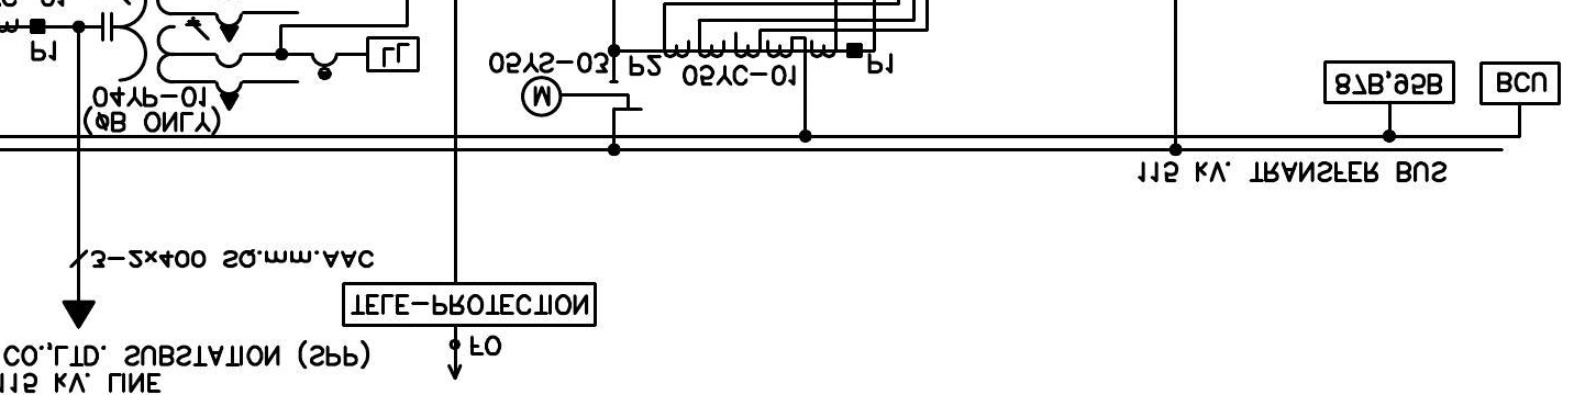 P1
LL
05YS-03
P2
05YC-01
P1
M
04YP-01
(ØB ONLY)
87B,95B
BCU
115 kV. TRANSFER BUS
3-2x400 SQ.mm.AAC
TELE-PROTECTION
FO
CO.,LTD. SUBSTATION (SPP)
115 kV. LINE